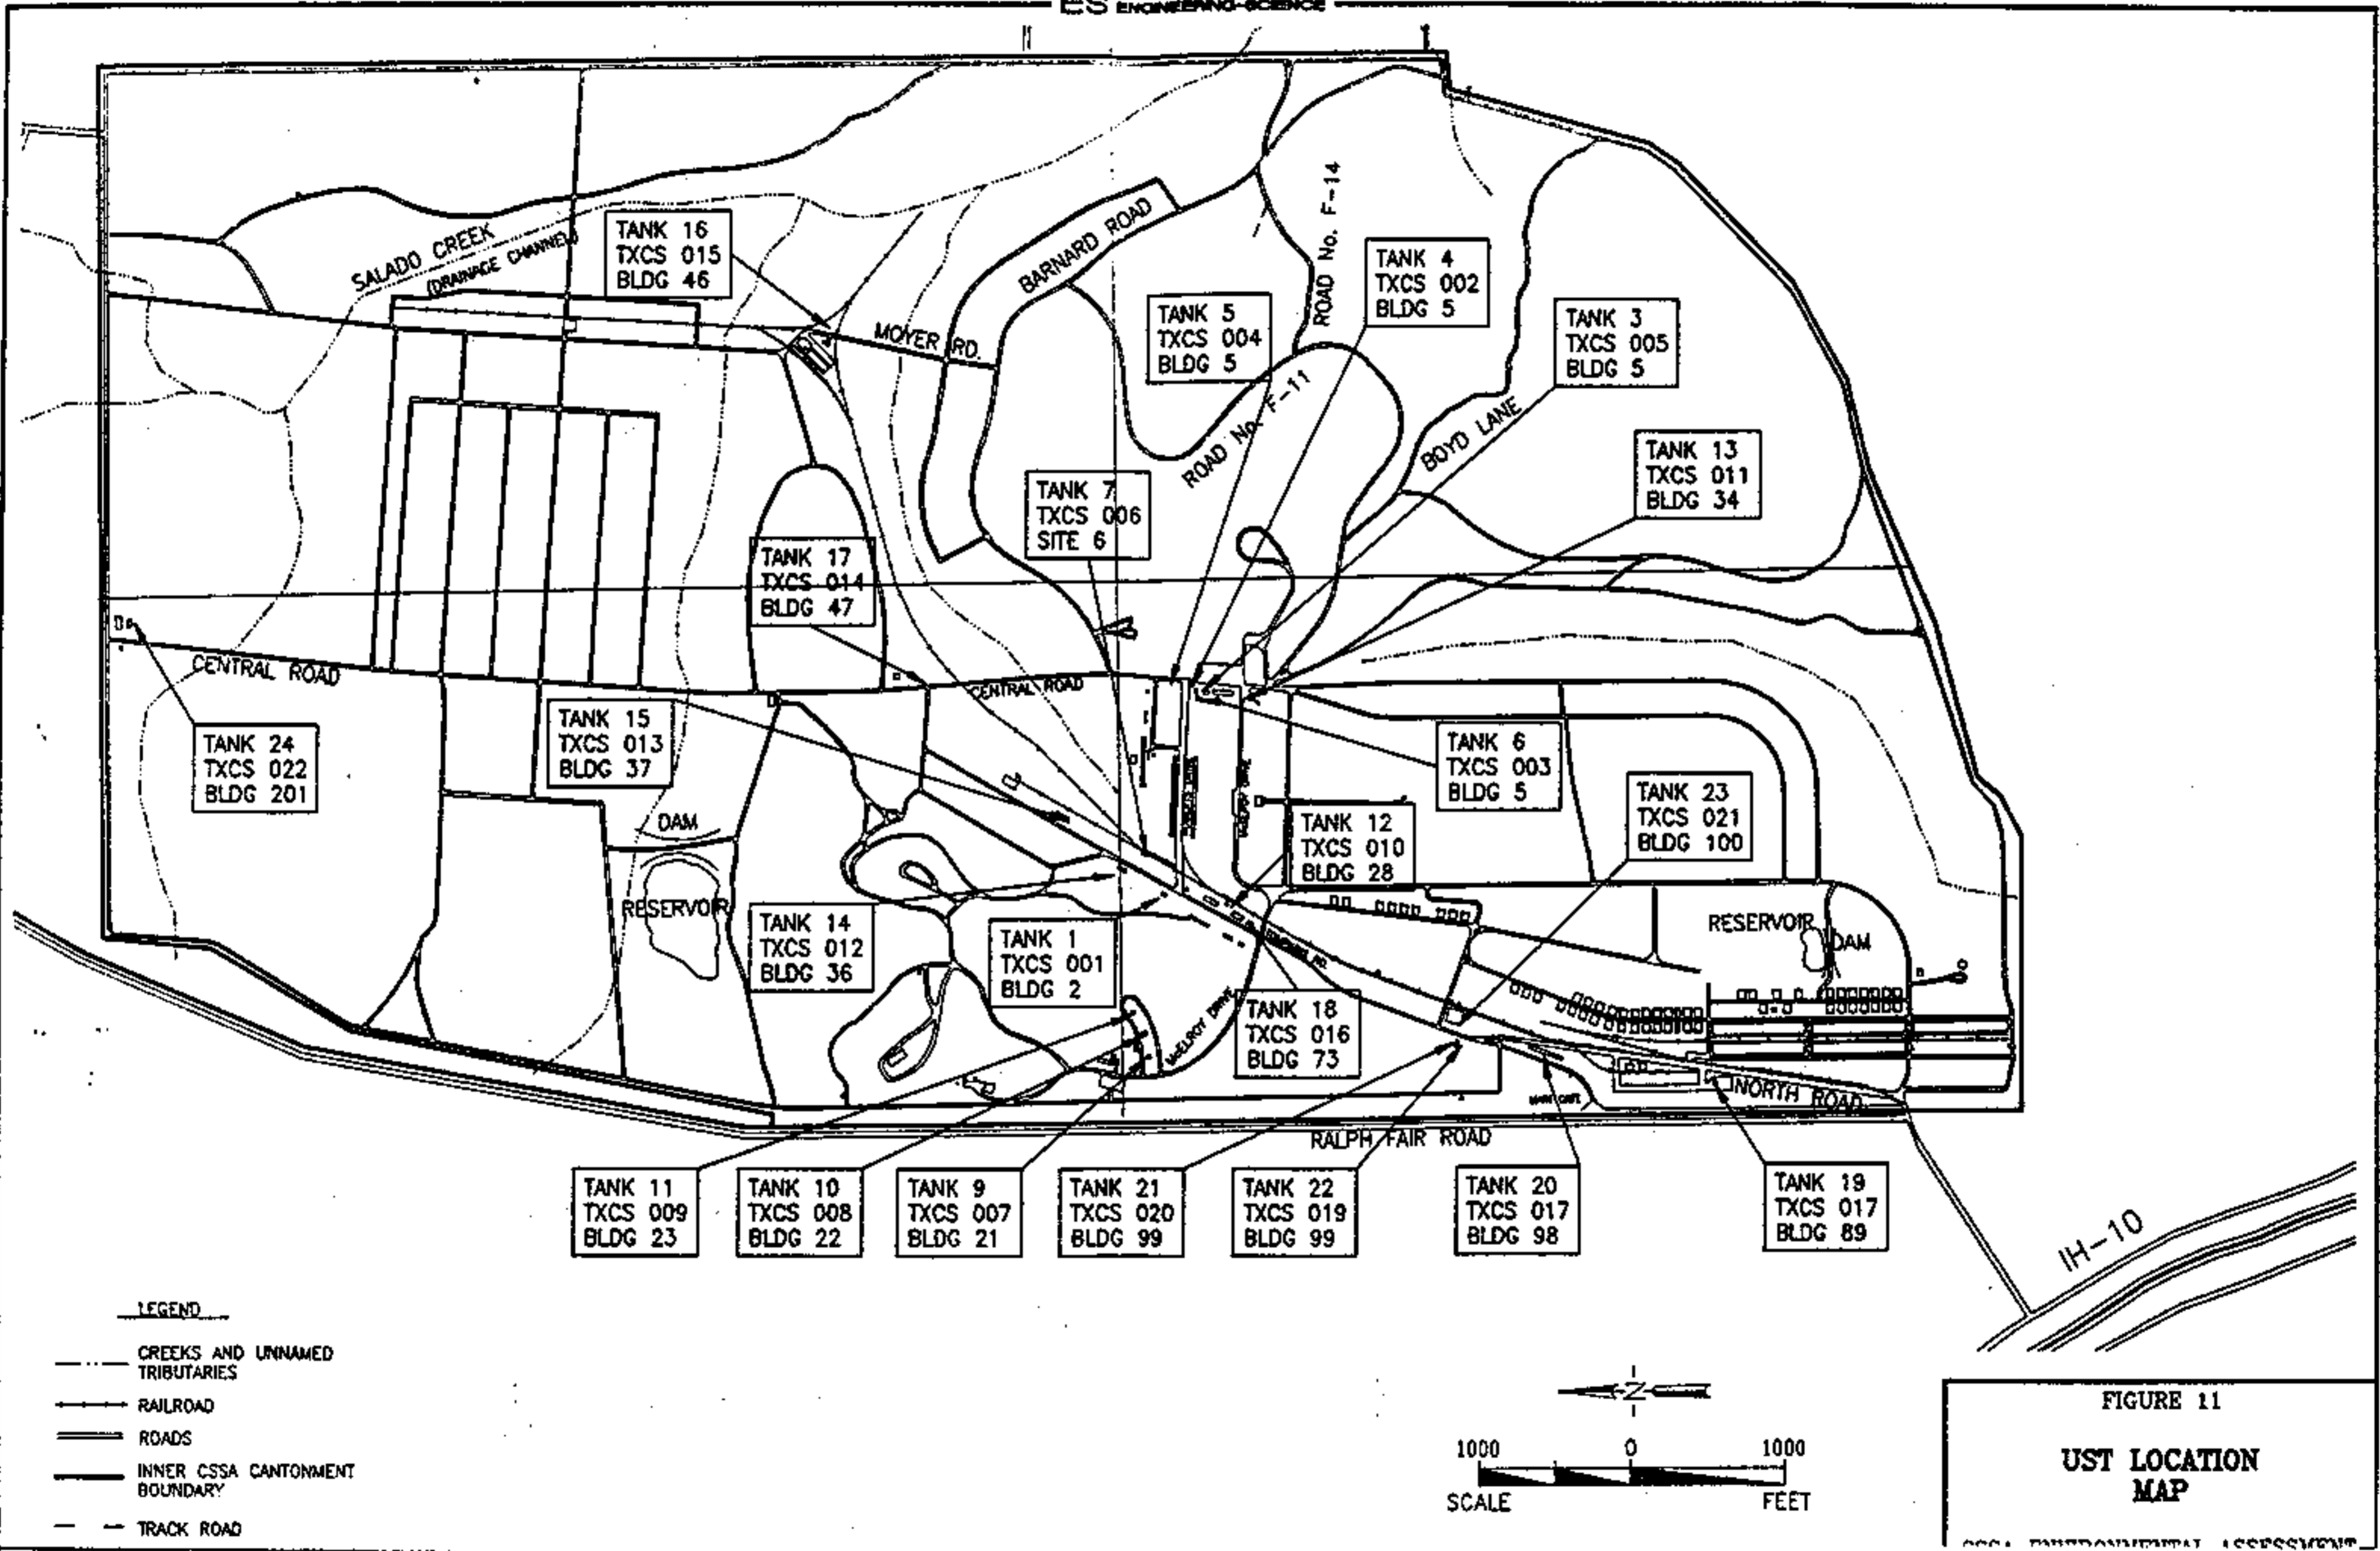 ES ENGINEERING-SCIENCE
TANK 16
TXCS 015
BLDG 46
SALADO CREEK
(DRAINAGE CHANNEL)
BARNARD ROAD
ROAD No. F-14
TANK 4
TXCS 002
BLDG 5
TANK 5
TXCS 004
BLDG 5
TANK 3
TXCS 005
BLDG 5
MOYER RD.
ROAD No. F-11
BOYD LANE
TANK 13
TXCS 011
BLDG 34
TANK 7
TXCS 006
SITE 6
TANK 17
TXCS 014
BLDG 47
CENTRAL ROAD
CENTRAL ROAD
TANK 24
TXCS 022
BLDG 201
TANK 15
TXCS 013
BLDG 37
TANK 6
TXCS 003
BLDG 5
TANK 23
TXCS 021
BLDG 100
TANK 12
TXCS 010
BLDG 28
DAM
RESERVOIR
TANK 14
TXCS 012
BLDG 36
TANK 1
TXCS 001
BLDG 2
RESERVOIR
DAM
McELROY DRIVE
TANK 18
TXCS 016
BLDG 73
NORTH ROAD
RALPH FAIR ROAD
TANK 11
TXCS 009
BLDG 23
TANK 10
TXCS 008
BLDG 22
TANK 9
TXCS 007
BLDG 21
TANK 21
TXCS 020
BLDG 99
TANK 22
TXCS 019
BLDG 99
TANK 20
TXCS 017
BLDG 98
TANK 19
TXCS 017
BLDG 89
IH-10
LEGEND
CREEKS AND UNNAMED
TRIBUTARIES
RAILROAD
ROADS
INNER CSSA CANTONMENT
BOUNDARY
TRACK ROAD
Z
1000 0 1000
SCALE FEET
FIGURE 11
UST LOCATION
MAP
CSSA ENVIRONMENTAL ASSESSMENT